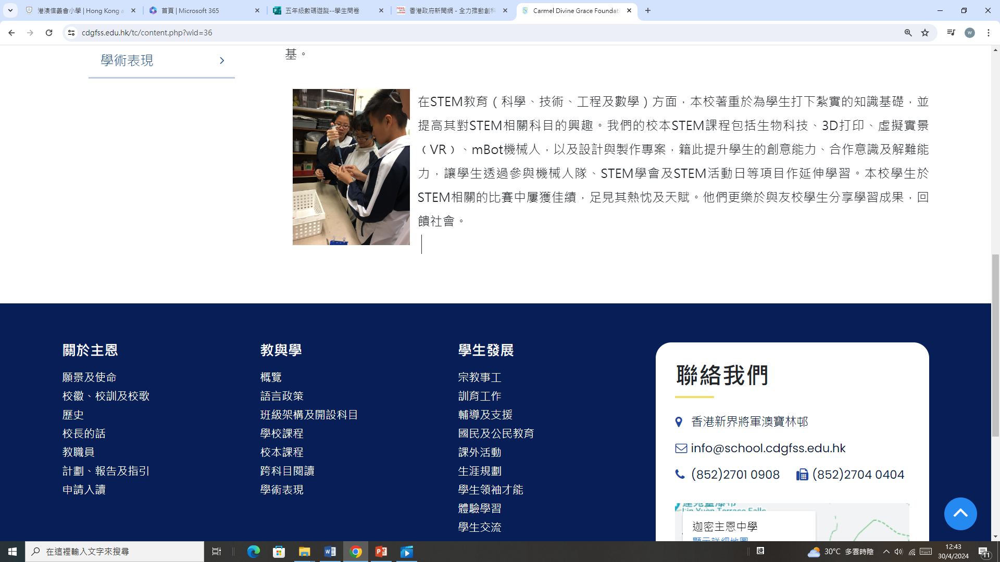 港澳信義會小學 | Hong Kong a
首頁 | Microsoft 365
五年級數碼遊蹤--學生問卷
香港政府新聞網 - 全力推動創科
Carmel Divine Grace Foundat
cdgfss.edu.hk/tc/content.php?wid=36
W
學術表現
基。
在STEM教育（科學、技術、工程及數學）方面，本校著重於為學生打下紮實的知識基礎，並
提高其對STEM相關科目的興趣。我們的校本STEM課程包括生物科技、3D打印、虛擬實景
（VR）、mBot機械人，以及設計與製作專案，籍此提升學生的創意能力、合作意識及解難能
力，讓學生透過參與機械人隊、STEM學會及STEM活動日等項目作延伸學習。本校學生於
STEM相關的比賽中屢獲佳績，足見其熱忱及天賦。他們更樂於與友校學生分享學習成果，回
饋社會。
關於主恩
願景及使命
校徽、校訓及校歌
歷史
校長的話
教職員
計劃、報告及指引
申請入讀
教與學
概覽
語言政策
班級架構及開設科目
學校課程
校本課程
跨科目閱讀
學術表現
學生發展
宗教事工
訓育工作
輔導及支援
國民及公民教育
課外活動
生涯規劃
學生領袖才能
體驗學習
學生交流
聯絡我們
香港新界將軍澳寶林邨
info@school.cdgfss.edu.hk
(852)2701 0908
(852)2704 0404
Lin Yuen Terrace Falls
迦密主恩中學
顯示詳細地圖
在這裡輸入文字來搜尋
速
30°C 多雲時陰
12:43
30/4/2024
11